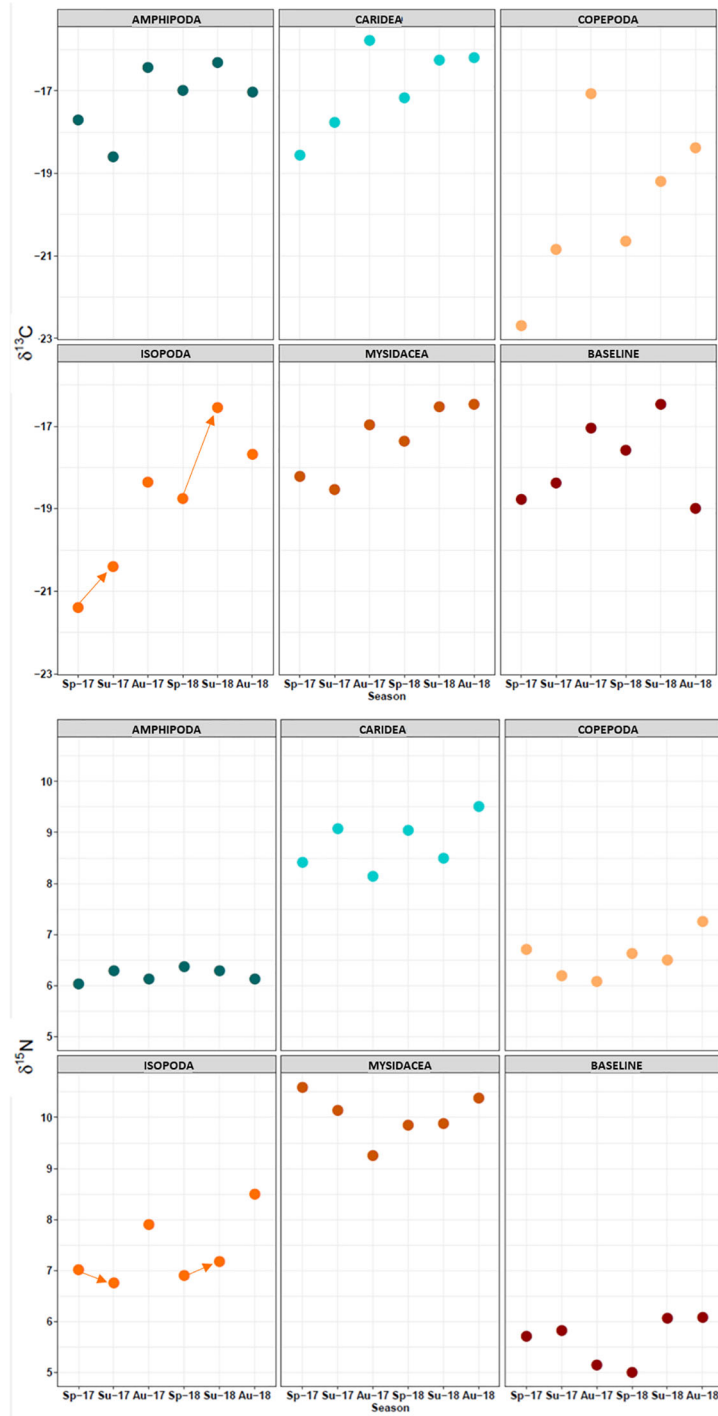 AMPHIPODA CARIDEA COPEPODA
−17
−19
−21
−23
δ13C
ISOPODA MYSIDACEA BASELINE
−17
−19
−21
−23
Sp−17 Su−17 Au−17 Sp−18 Su−18 Au−18 Sp−17 Su−17 Au−17 Sp−18 Su−18 Au−18 Sp−17 Su−17 Au−17 Sp−18 Su−18 Au−18
Season
AMPHIPODA CARIDEA COPEPODA
10
9
8
7
6
5
δ15N
ISOPODA MYSIDACEA BASELINE
10
9
8
7
6
5
Sp−17 Su−17 Au−17 Sp−18 Su−18 Au−18 Sp−17 Su−17 Au−17 Sp−18 Su−18 Au−18 Sp−17 Su−17 Au−17 Sp−18 Su−18 Au−18
Season